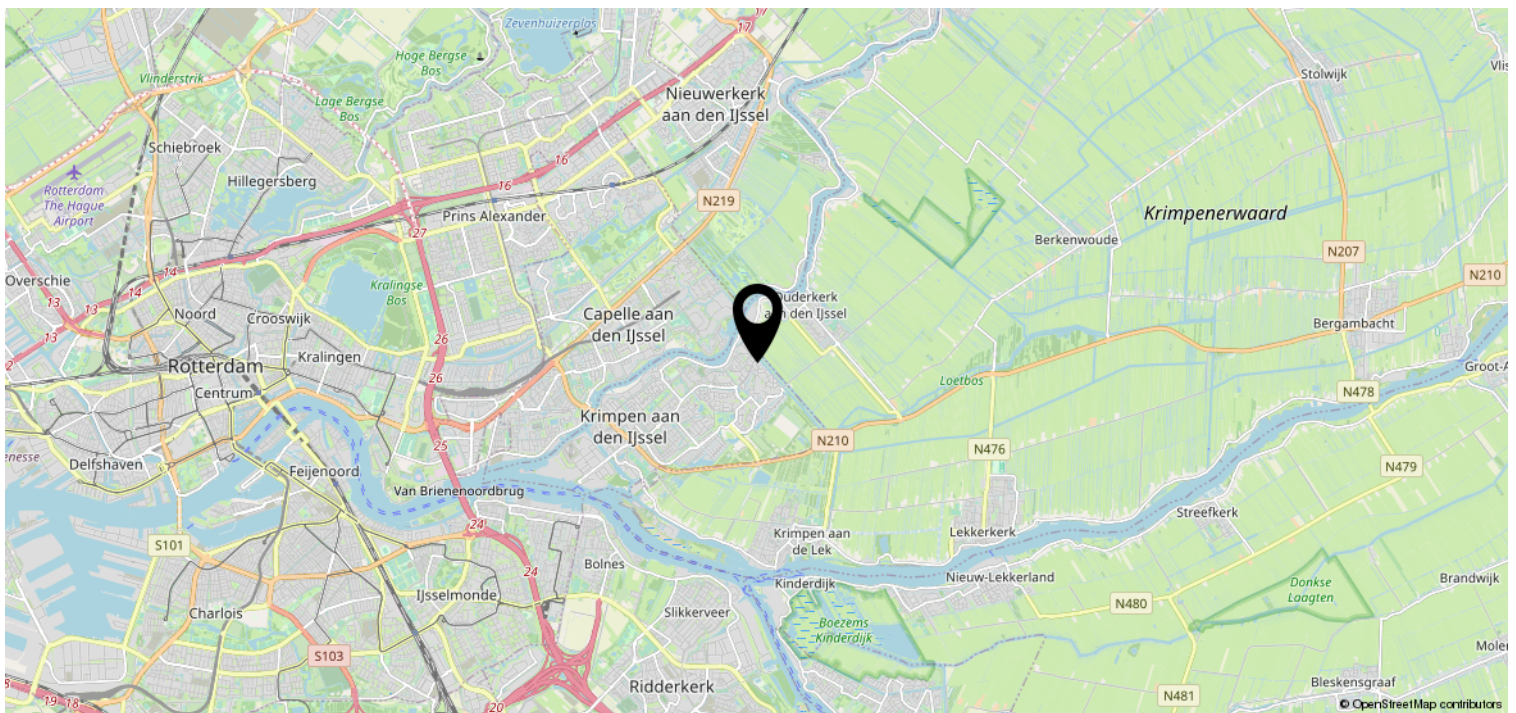 Zevenhuizerplas
17
17
Hoge Bergse
Bos
Vlinderstrik
Stolwijk
Lage Bergse
Bos
Nieuwerkerk
aan den IJssel
Schiebroek
16
Rotterdam
The Hague
Airport
Hillegersberg
16
N219
Prins Alexander
Krimpenerwaard
27
Berkenwoude
N207
14
Overschie
Kralingse
Bos
N210
13
13
14
Noord
Crooswijk
Capelle aan
den IJssel
Ouderkerk
aan den IJssel
Bergambacht
26
2
Kralingen
Rotterdam
26
Loetbos
Centrum
N478
Krimpen aan
den IJssel
N210
25
N476
Delfshaven
Feijenoord
N479
Van Brienenoordbrug
24
Streefkerk
S101
Krimpen aan
de Lek
Lekkerkerk
24
Bolnes
Kinderdijk
Nieuw-Lekkerland
Donkse
Laagten
Brandwijk
IJsselmonde
N480
Charlois
Slikkerveer
Boezems
Kinderdijk
S103
Ridderkerk
Bleskensgraaf
N481
19
18
20
© OpenStreetMap contributors